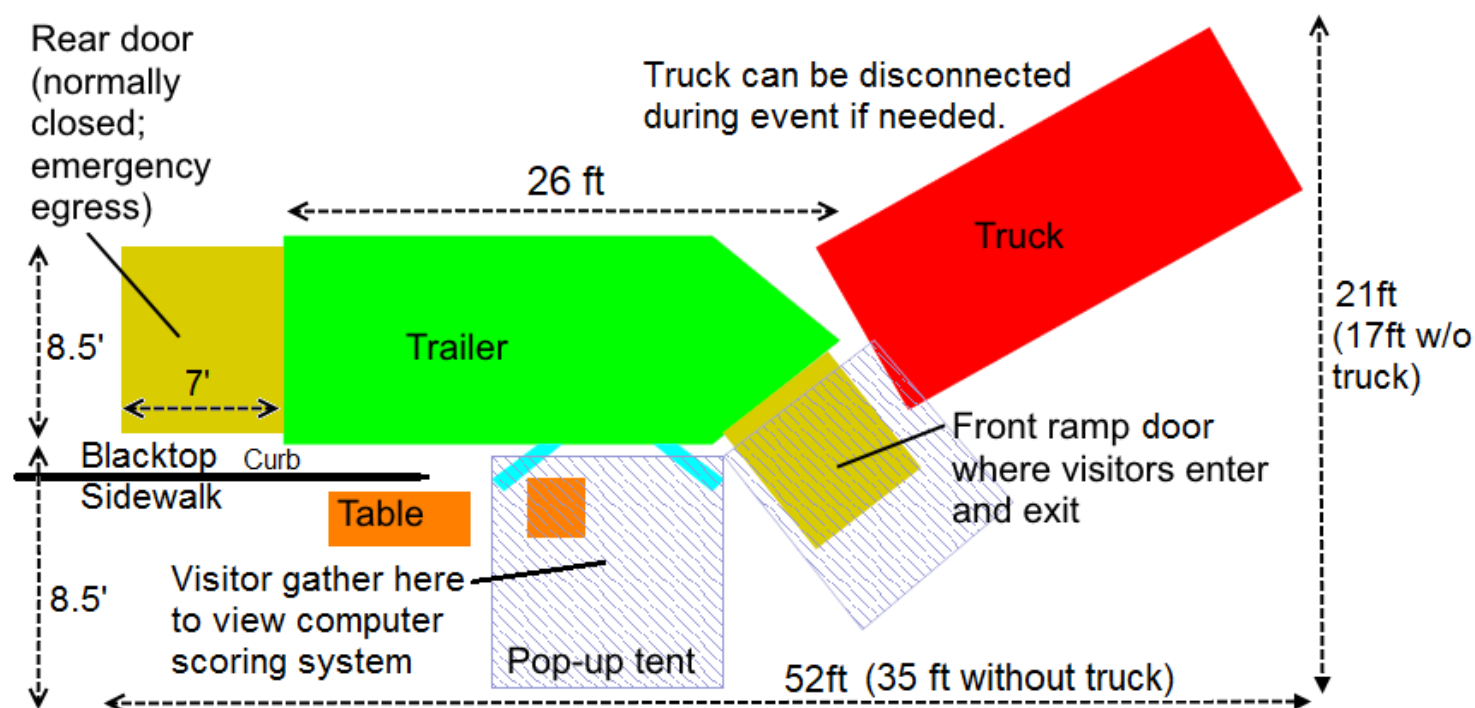 Rear door
(normally
closed;
emergency
egress)
Truck can be disconnected
during event if needed.
26 ft
Truck
21ft
(17ft w/o
truck)
8.5'
Trailer
7'
Front ramp door
where visitors enter
and exit
Blacktop
Curb
Sidewalk
Table
8.5'
Visitor gather here
to view computer
scoring system
Pop-up tent
52ft (35 ft without truck)